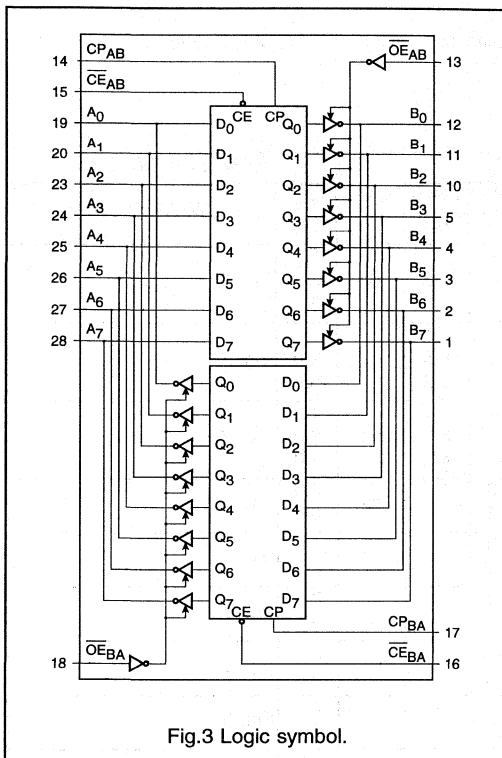 14 CP_AB OE_AB 13
15 CE_AB
CE CP
19 A0 D0 Q0 B0 12
20 A1 D1 Q1 B1 11
23 A2 D2 Q2 B2 10
24 A3 D3 Q3 B3 5
25 A4 D4 Q4 B4 4
26 A5 D5 Q5 B5 3
27 A6 D6 Q6 B6 2
28 A7 D7 Q7 B7 1
Q0 D0
Q1 D1
Q2 D2
Q3 D3
Q4 D4
Q5 D5
Q6 D6
Q7 D7
CE CP
CP_BA 17
18 OE_BA CE_BA 16
Fig.3 Logic symbol.